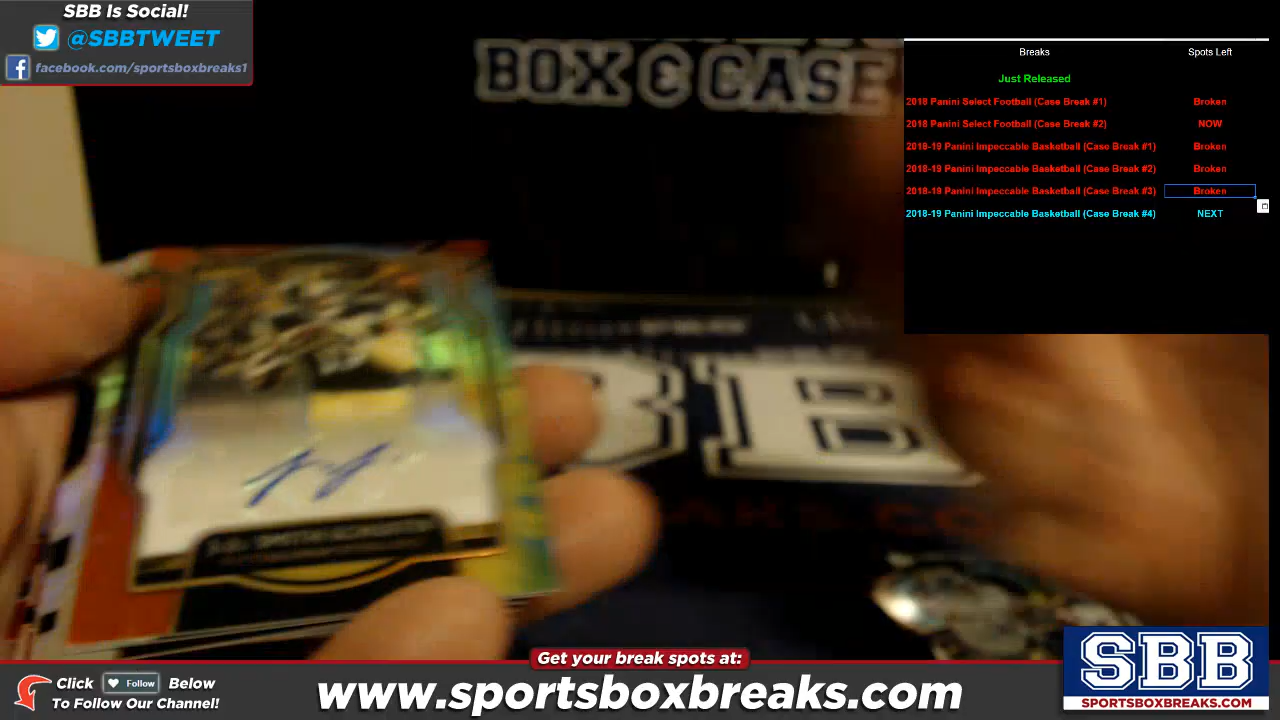 SBB Is Social!
@SBBTWEET
facebook.com/sportsboxbreaks1
BOX & CASE
Breaks Spots Left
Just Released
2018 Panini Select Football (Case Break #1) Broken
2018 Panini Select Football (Case Break #2) NOW
2018-19 Panini Impeccable Basketball (Case Break #1) Broken
2018-19 Panini Impeccable Basketball (Case Break #2) Broken
2018-19 Panini Impeccable Basketball (Case Break #3) Broken
2018-19 Panini Impeccable Basketball (Case Break #4) NEXT
Get your break spots at:
Click Follow Below
To Follow Our Channel!
www.sportsboxbreaks.com
SBB
SPORTSBOXBREAKS.COM